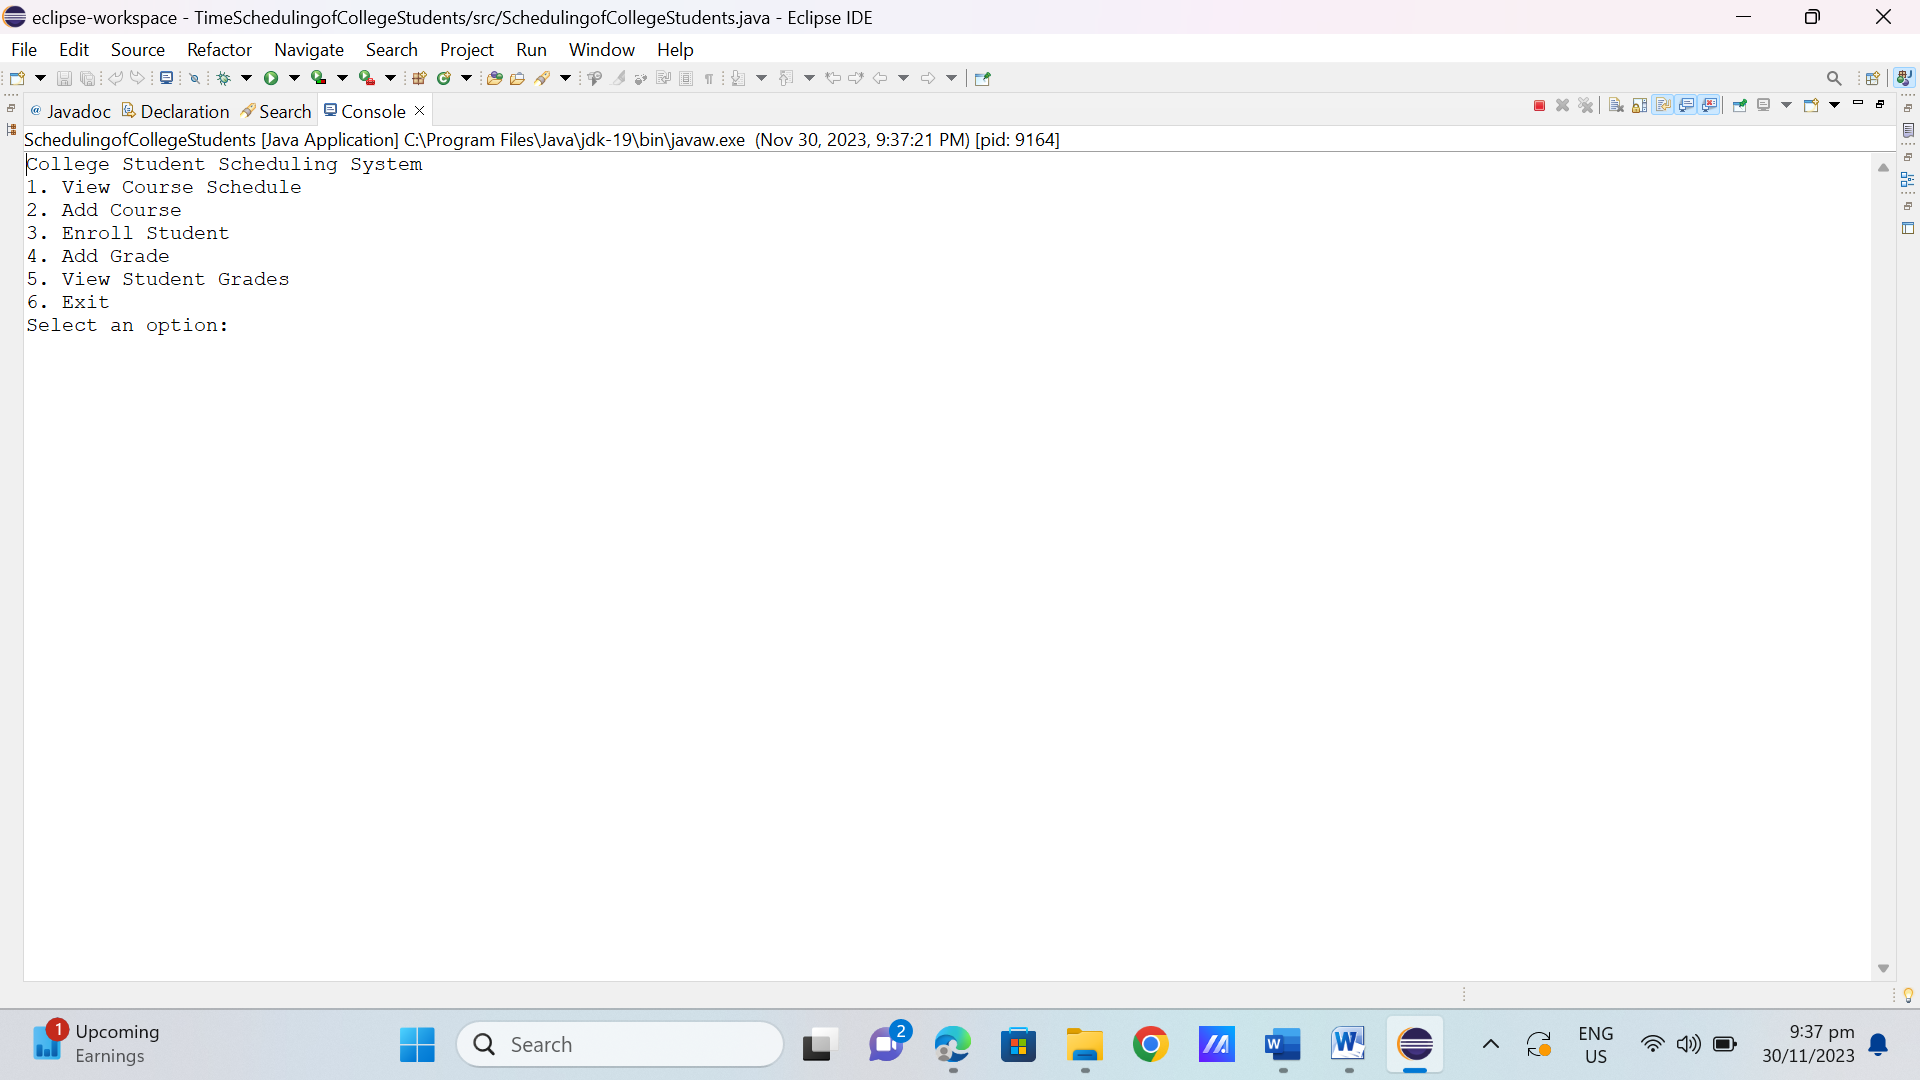 eclipse-workspace - TimeSchedulingofCollegeStudents/src/SchedulingofCollegeStudents.java - Eclipse IDE
File Edit Source Refactor Navigate Search Project Run Window Help
@ Javadoc Declaration Search Console
SchedulingofCollegeStudents [Java Application] C:\Program Files\Java\jdk-19\bin\javaw.exe (Nov 30, 2023, 9:37:21 PM) [pid: 9164]
College Student Scheduling System
1. View Course Schedule
2. Add Course
3. Enroll Student
4. Add Grade
5. View Student Grades
6. Exit
Select an option:
1 Upcoming
Earnings
Search
2
W
W
ENG
US
9:37 pm
30/11/2023